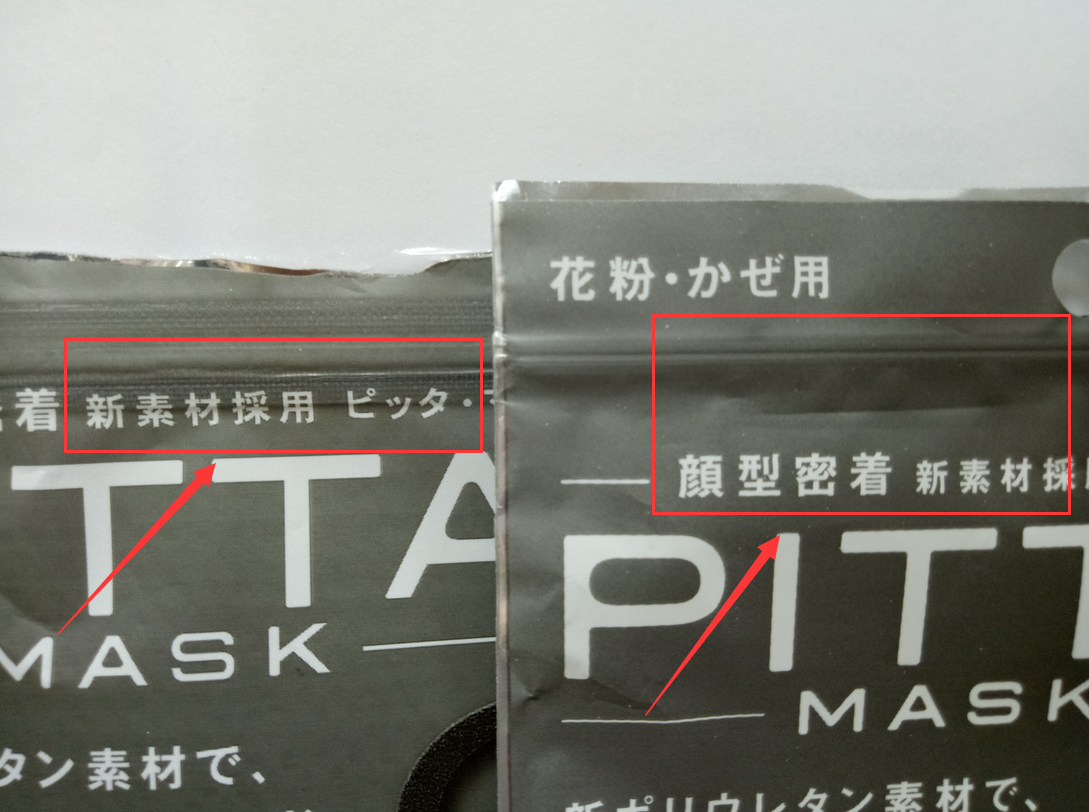 着 新素材採用 ピッタ・
TTA
MASK
タン素材で、
花粉・かぜ用
顔型密着 新素材採
PITT
MASK
新ポリウレタン素材で、